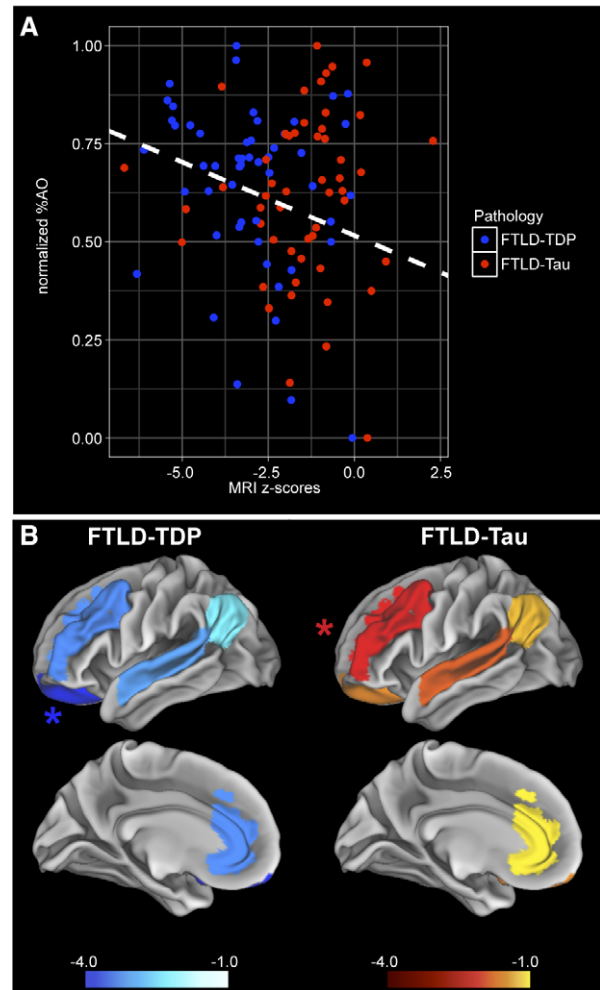 A
1.00
0.75
0.50
0.25
0.00
normalized %AO
-5.0 -2.5 0.0 2.5
MRI z-scores
Pathology
FTLD-TDP
FTLD-Tau
B
FTLD-TDP FTLD-Tau
* *
-4.0 -1.0 -4.0 -1.0